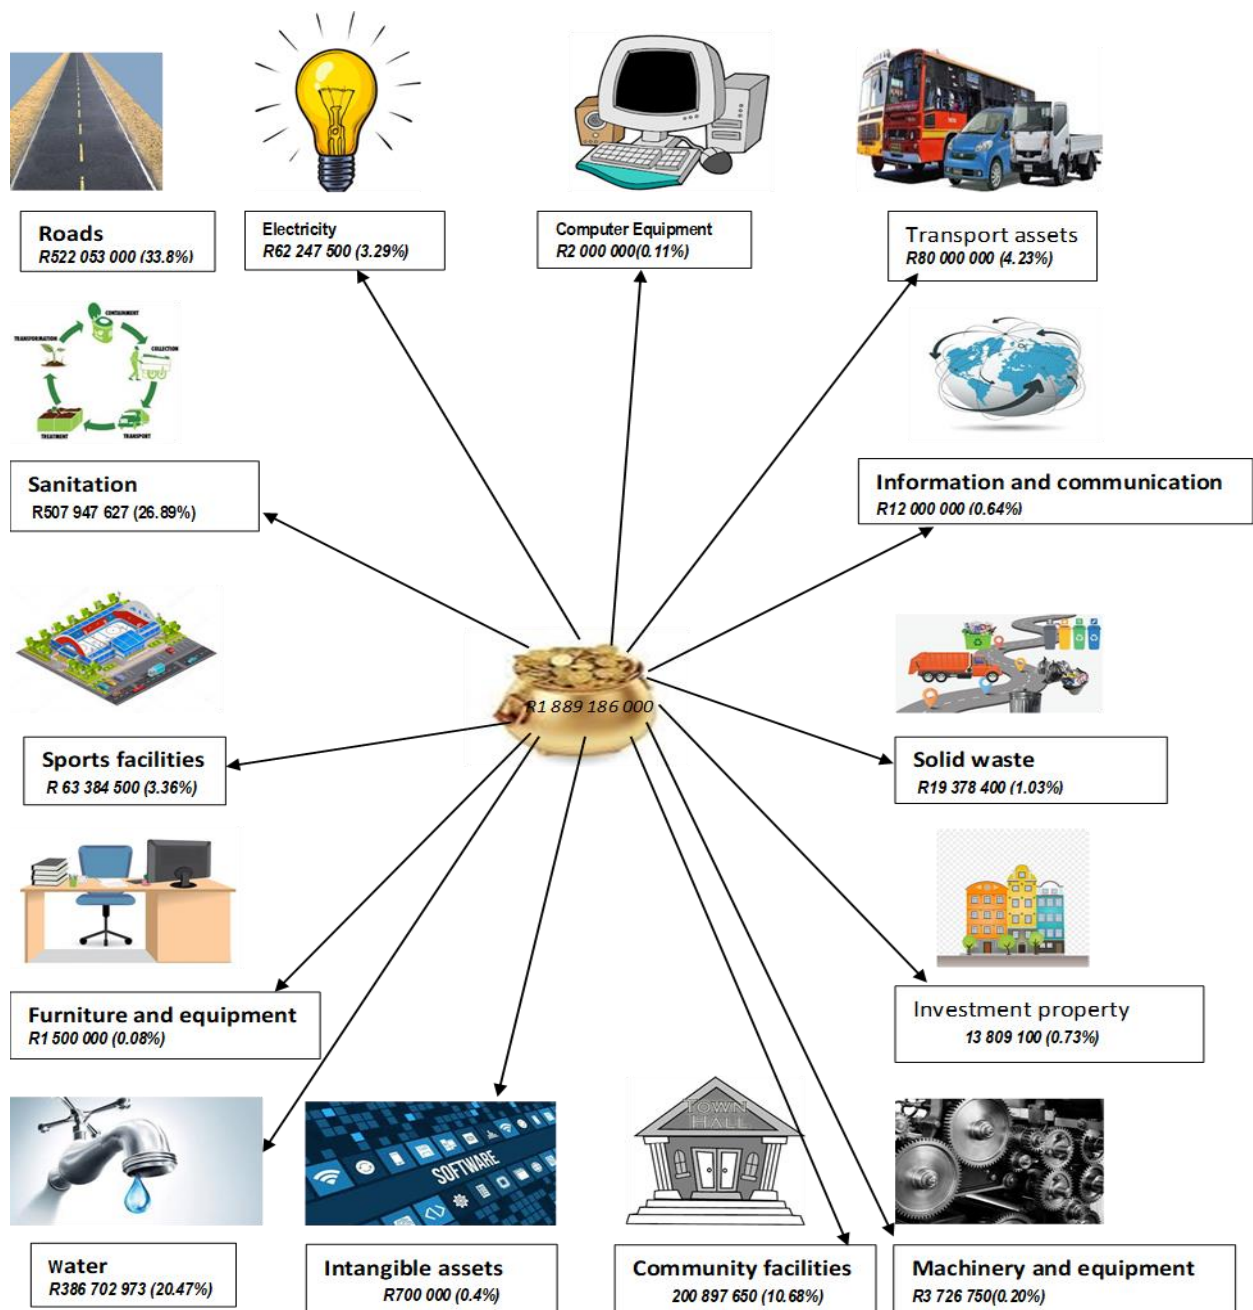 Roads
R522 053 000 (33.8%)
Electricity
R62 247 500 (3.29%)
Computer Equipment
R2 000 000(0.11%)
Transport assets
R80 000 000 (4.23%)
CONTAINMENT
TRANSFORMATION
COLLECTION
TREATMENT
TRANSPORT
Sanitation
R507 947 627 (26.89%)
Information and communication
R12 000 000 (0.64%)
R1 889 186 000
Sports facilities
R 63 384 500 (3.36%)
Solid waste
R19 378 400 (1.03%)
Furniture and equipment
R1 500 000 (0.08%)
Investment property
13 809 100 (0.73%)
SOFTWARE
TOWN
HALL
Water
R386 702 973 (20.47%)
Intangible assets
R700 000 (0.4%)
Community facilities
200 897 650 (10.68%)
Machinery and equipment
R3 726 750(0.20%)